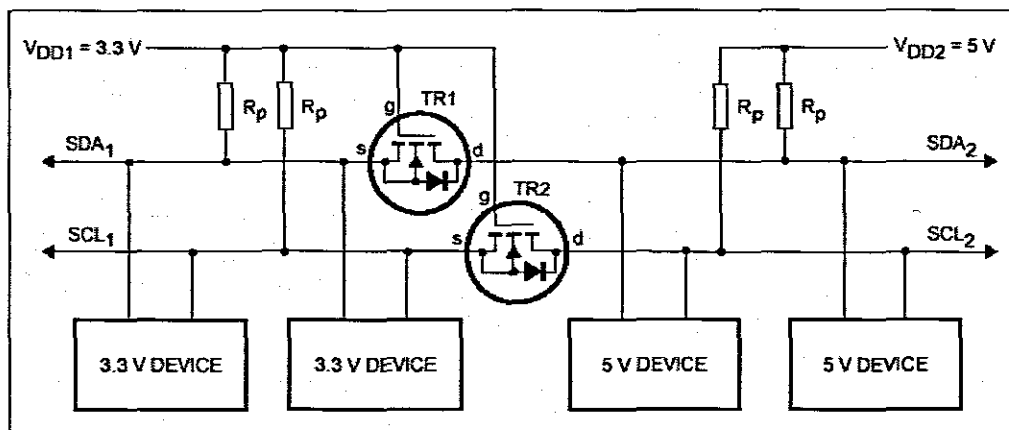 V_DD1 = 3.3 V
V_DD2 = 5 V
R_p
R_p
g
TR1
R_p
R_p
SDA_1
s
d
SDA_2
g
TR2
SCL_1
s
d
SCL_2
3.3 V DEVICE
3.3 V DEVICE
5 V DEVICE
5 V DEVICE